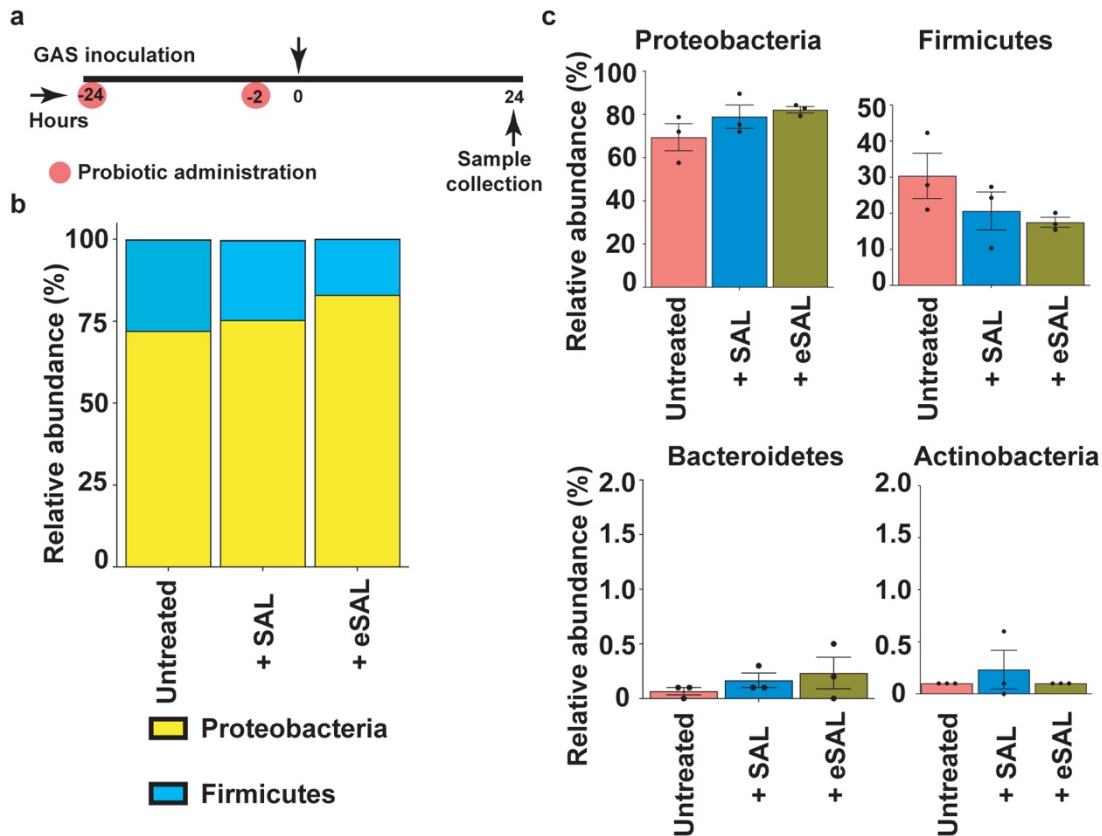 a
GAS inoculation
-24
-2
0
24
Hours
Sample
collection
Probiotic administration
b
Relative abundance (%)
100
75
50
25
0
Untreated
+ SAL
+ eSAL
Proteobacteria
Firmicutes
c
Proteobacteria
Relative abundance (%)
100
80
60
40
20
0
Untreated
+ SAL
+ eSAL
Firmicutes
50
40
30
20
10
0
Untreated
+ SAL
+ eSAL
Bacteroidetes
Relative abundance (%)
2.0
1.5
1.0
0.5
0
Untreated
+ SAL
+ eSAL
Actinobacteria
2.0
1.5
1.0
0.5
0
Untreated
+ SAL
+ eSAL